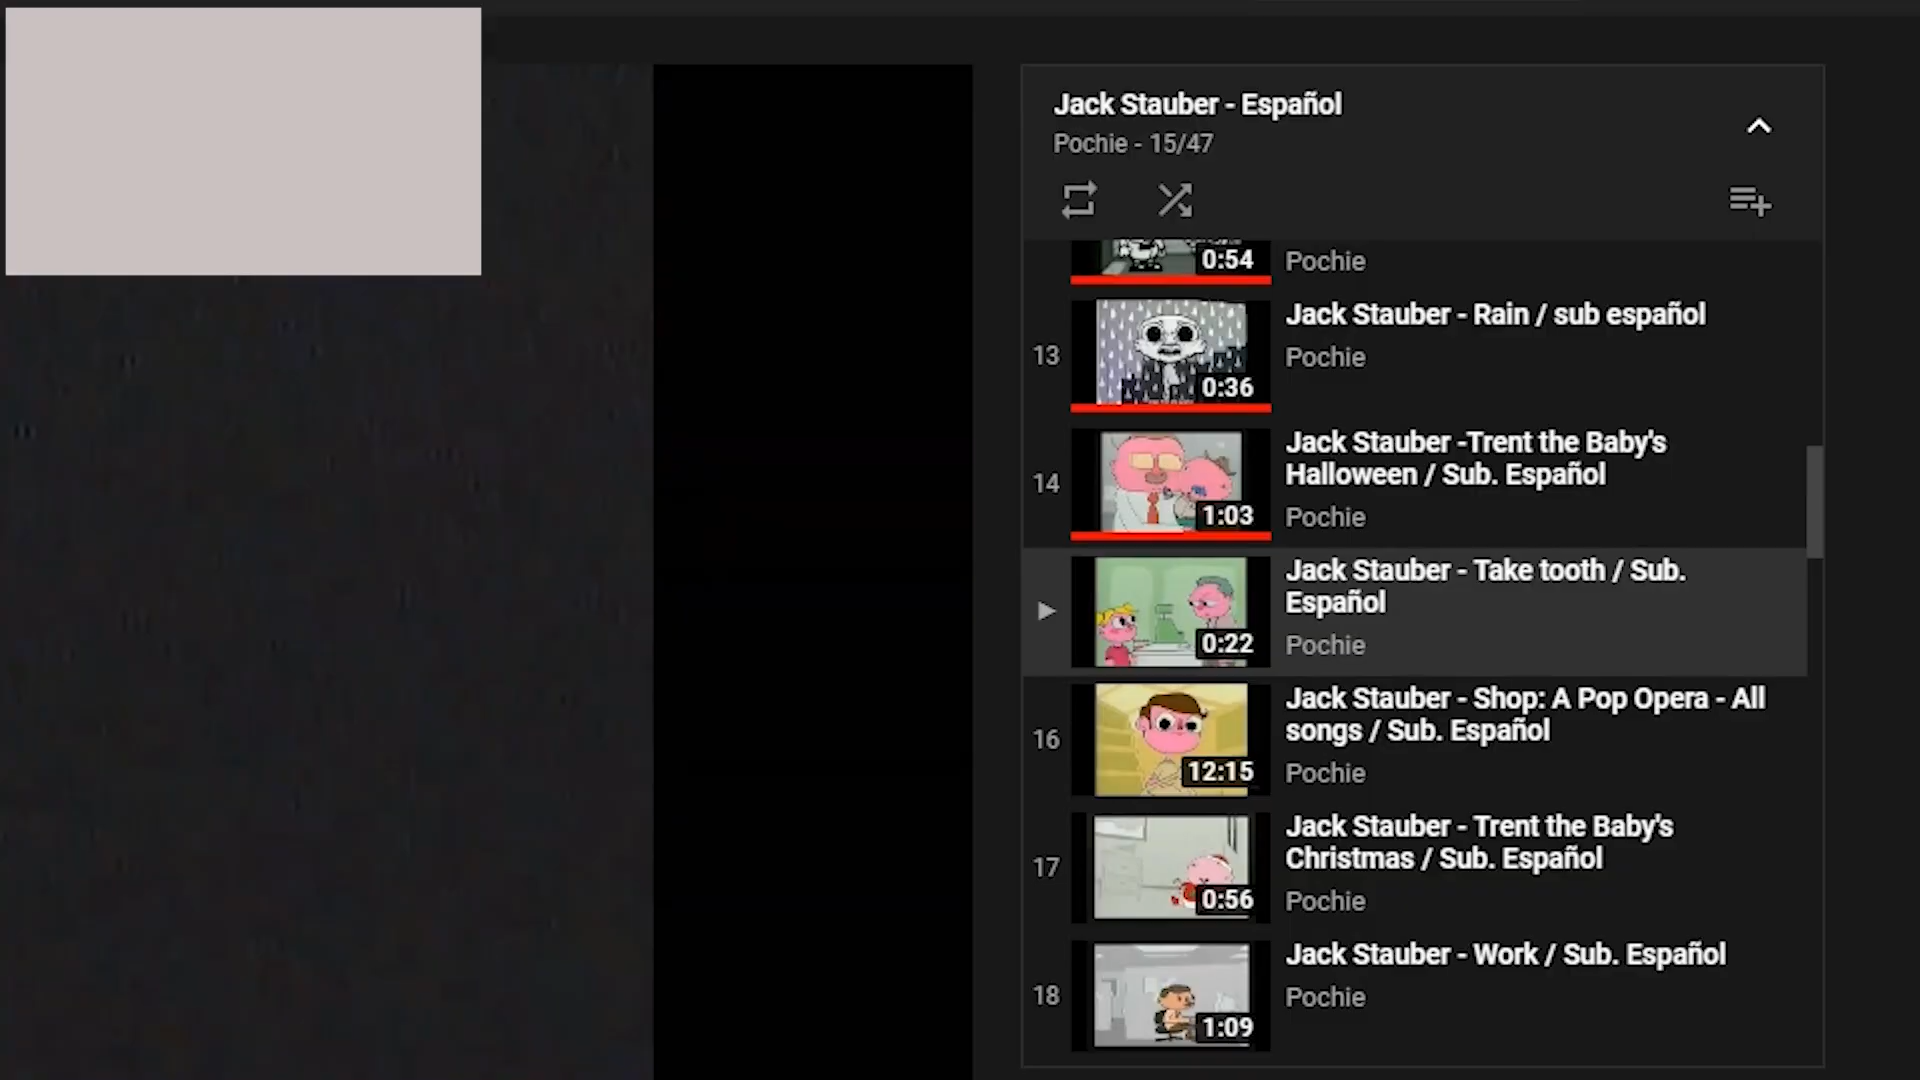 Jack Stauber - Español
Pochie - 15/47
0:54
Pochie
13
0:36
Jack Stauber - Rain / sub español
Pochie
14
1:03
Jack Stauber -Trent the Baby's
Halloween / Sub. Español
Pochie
0:22
Jack Stauber - Take tooth / Sub.
Español
Pochie
16
12:15
Jack Stauber - Shop: A Pop Opera - All
songs / Sub. Español
Pochie
17
0:56
Jack Stauber - Trent the Baby's
Christmas / Sub. Español
Pochie
18
1:09
Jack Stauber - Work / Sub. Español
Pochie